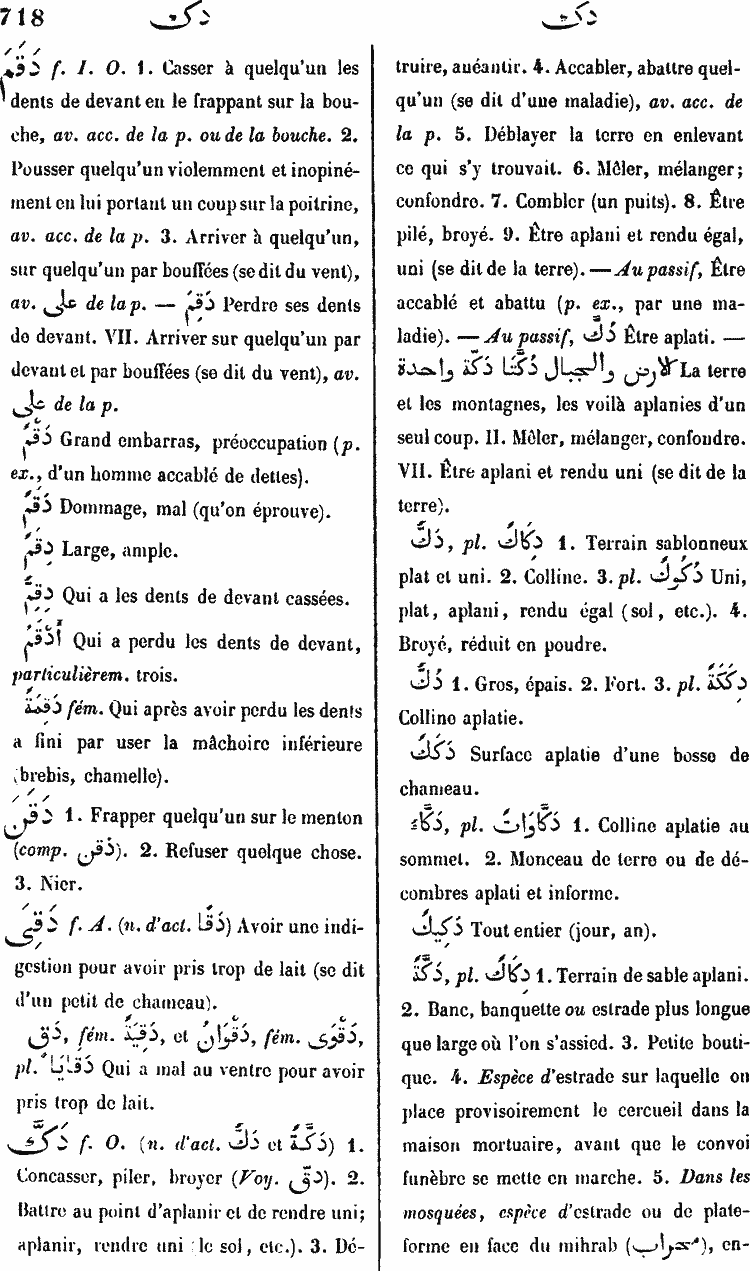 718 دكـ دكـ
دَقَمَ f. I. O. 1. Casser à quelqu'un les
dents de devant en le frappant sur la bou-
che, av. acc. de la p. ou de la bouche. 2.
Pousser quelqu'un violemment et inopiné-
ment en lui portant un coup sur la poitrine,
av. acc. de la p. 3. Arriver à quelqu'un,
sur quelqu'un par bouffées (se dit du vent),
av. على de la p. — دَقِمَ Perdre ses dents
de devant. VII. Arriver sur quelqu'un par
devant et par bouffées (se dit du vent), av.
على de la p.
دَقْمٌ Grand embarras, préoccupation (p.
ex., d'un homme accablé de dettes).
دَقَمٌ Dommage, mal (qu'on éprouve).
دِقَمٌّ Large, ample.
دِقِمٌّ Qui a les dents de devant cassées.
أَدْقَمُ Qui a perdu les dents de devant,
particulièrem. trois.
دَقِمَةٌ fém. Qui après avoir perdu les dents
a fini par user la mâchoire inférieure
(brebis, chamelle).
دَقَنَ 1. Frapper quelqu'un sur le menton
(comp. ذقن). 2. Refuser quelque chose.
3. Nier.
دَقِىَ f. A. (n. d'act. دَقًا) Avoir une indi-
gestion pour avoir pris trop de lait (se dit
d'un petit de chameau).
دَقٍ, fém. دَقِيَةٌ, et دَقْوَانُ, fém. دَقْوَى,
pl. دَقَايَا Qui a mal au ventre pour avoir
pris trop de lait.
دَكَّ f. O. (n. d'act. دَكٌّ et دَكَّةٌ) 1.
Concasser, piler, broyer (Voy. دقّ). 2.
Battre au point d'aplanir et de rendre uni;
aplanir, rendre uni (le sol, etc.). 3. Dé-
truire, anéantir. 4. Accabler, abattre quel-
qu'un (se dit d'une maladie), av. acc. de
la p. 5. Déblayer la terre en enlevant
ce qui s'y trouvait. 6. Mêler, mélanger;
confondre. 7. Combler (un puits). 8. Être
pilé, broyé. 9. Être aplani et rendu égal,
uni (se dit de la terre). — Au passif, Être
accablé et abattu (p. ex., par une ma-
ladie). — Au passif, دُكَّ Être aplati. —
الارض والجبال دُكَّتَا دَكَّة واحدة La terre
et les montagnes, les voilà aplanies d'un
seul coup. II. Mêler, mélanger, confondre.
VII. Être aplani et rendu uni (se dit de la
terre).
دَكٌّ, pl. دِكَاكٌ 1. Terrain sablonneux
plat et uni. 2. Colline. 3. pl. دُكُوكٌ Uni,
plat, aplani, rendu égal (sol, etc.). 4.
Broyé, réduit en poudre.
دُكٌّ 1. Gros, épais. 2. Fort. 3. pl. دِكَكَةٌ
Colline aplatie.
دَكَكٌ Surface aplatie d'une bosse de
chameau.
دَكَّاءُ, pl. دَكَّاوَاتٌ 1. Colline aplatie au
sommet. 2. Monceau de terre ou de dé-
combres aplati et informe.
دَكِيكٌ Tout entier (jour, an).
دَكَّةٌ, pl. دِكَاكٌ 1. Terrain de sable aplani.
2. Banc, banquette ou estrade plus longue
que large où l'on s'assied. 3. Petite bouti-
que. 4. Espèce d'estrade sur laquelle on
place provisoirement le cercueil dans la
maison mortuaire, avant que le convoi
funèbre se mette en marche. 5. Dans les
mosquées, espèce d'estrade ou de plate-
forme en face du mihrab (محراب), en-